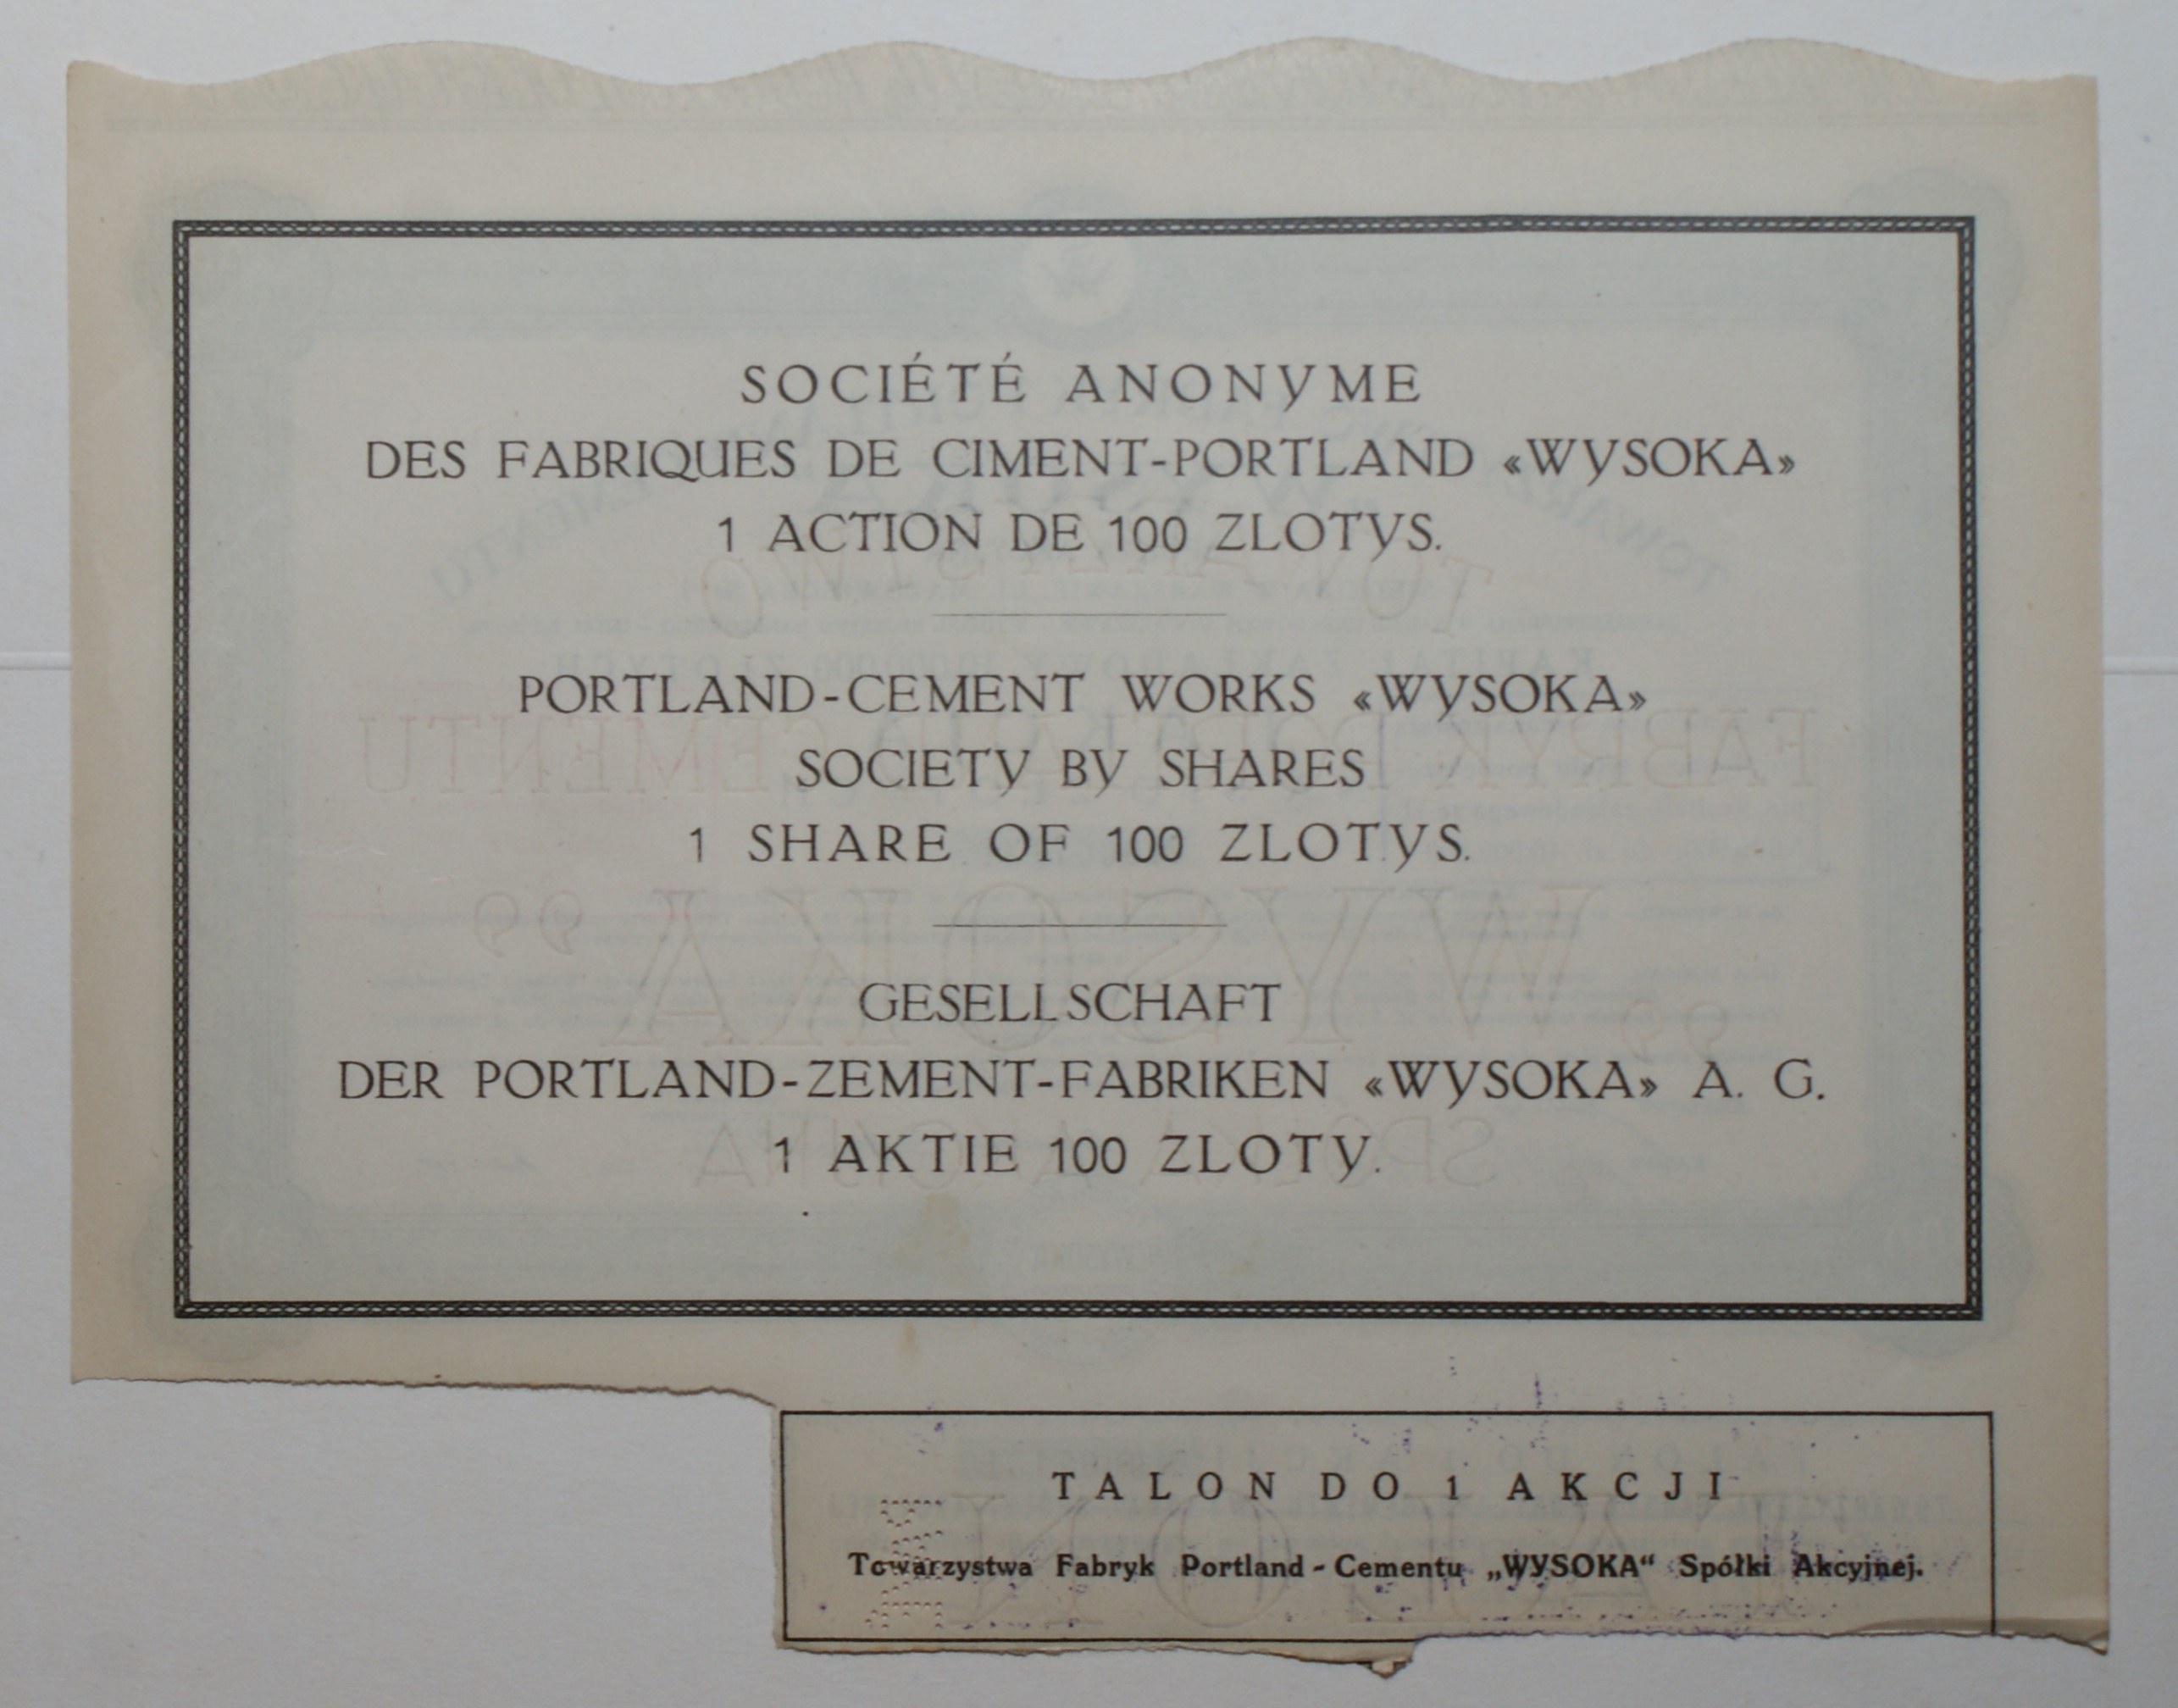 SOCIÉTÉ ANONYME
DES FABRIQUES DE CIMENT-PORTLAND «WYSOKA»
1 ACTION DE 100 ZLOTYS.
PORTLAND-CEMENT WORKS «WYSOKA»
SOCIETY BY SHARES
1 SHARE OF 100 ZLOTYS.
GESELLSCHAFT
DER PORTLAND-ZEMENT-FABRIKEN «WYSOKA» A. G.
1 AKTIE 100 ZLOTY.
TALON DO 1 AKCJI
Towarzystwa Fabryk Portland-Cementu „WYSOKA“ Spółki Akcyjnej.